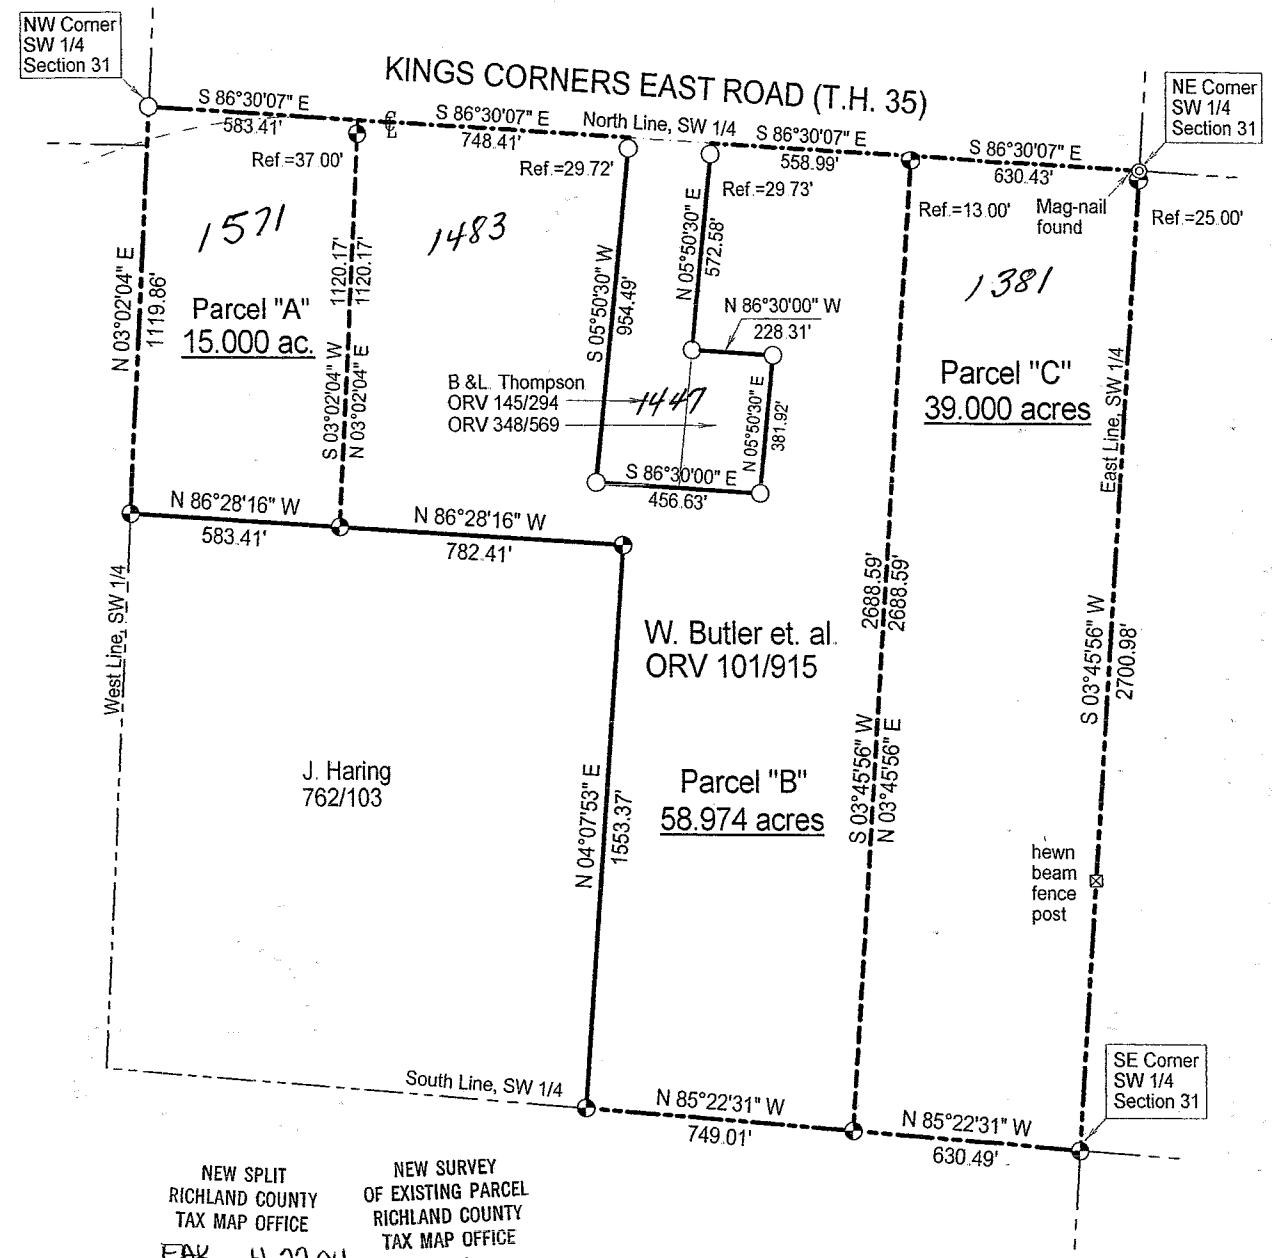 NW Corner
SW 1/4
Section 31
KINGS CORNERS EAST ROAD (T.H. 35)
NE Corner
SW 1/4
Section 31
S 86°30'07" E
583.41'
S 86°30'07" E
748.41'
North Line, SW 1/4
S 86°30'07" E
558.99'
S 86°30'07" E
630.43'
Ref.=37.00'
Ref.=29.72'
Ref.=29.73'
Ref.=13.00'
Mag-nail
found
Ref.=25.00'
1571
1483
1381
N 03°02'04" E
1119.86'
Parcel "A"
15.000 ac.
1120.17'
1120.17'
S 03°02'04" W
N 03°02'04" E
S 05°50'30" W
954.49'
N 05°50'30" E
572.58'
N 86°30'00" W
228.31'
B &L. Thompson
ORV 145/294
ORV 348/569
1447
N 05°50'30" E
381.92'
S 86°30'00" E
456.63'
Parcel "C"
39.000 acres
East Line, SW 1/4
N 86°28'16" W
583.41'
N 86°28'16" W
782.41'
West Line, SW 1/4
W. Butler et. al.
ORV 101/915
2688.59'
2688.59'
S 03°45'56" W
N 03°45'56" E
S 03°45'56" W
2700.98'
J. Haring
762/103
N 04°07'53" E
1553.37'
Parcel "B"
58.974 acres
hewn
beam
fence
post
South Line, SW 1/4
N 85°22'31" W
749.01'
N 85°22'31" W
630.49'
SE Corner
SW 1/4
Section 31
NEW SPLIT
RICHLAND COUNTY
TAX MAP OFFICE
NEW SURVEY
OF EXISTING PARCEL
RICHLAND COUNTY
TAX MAP OFFICE